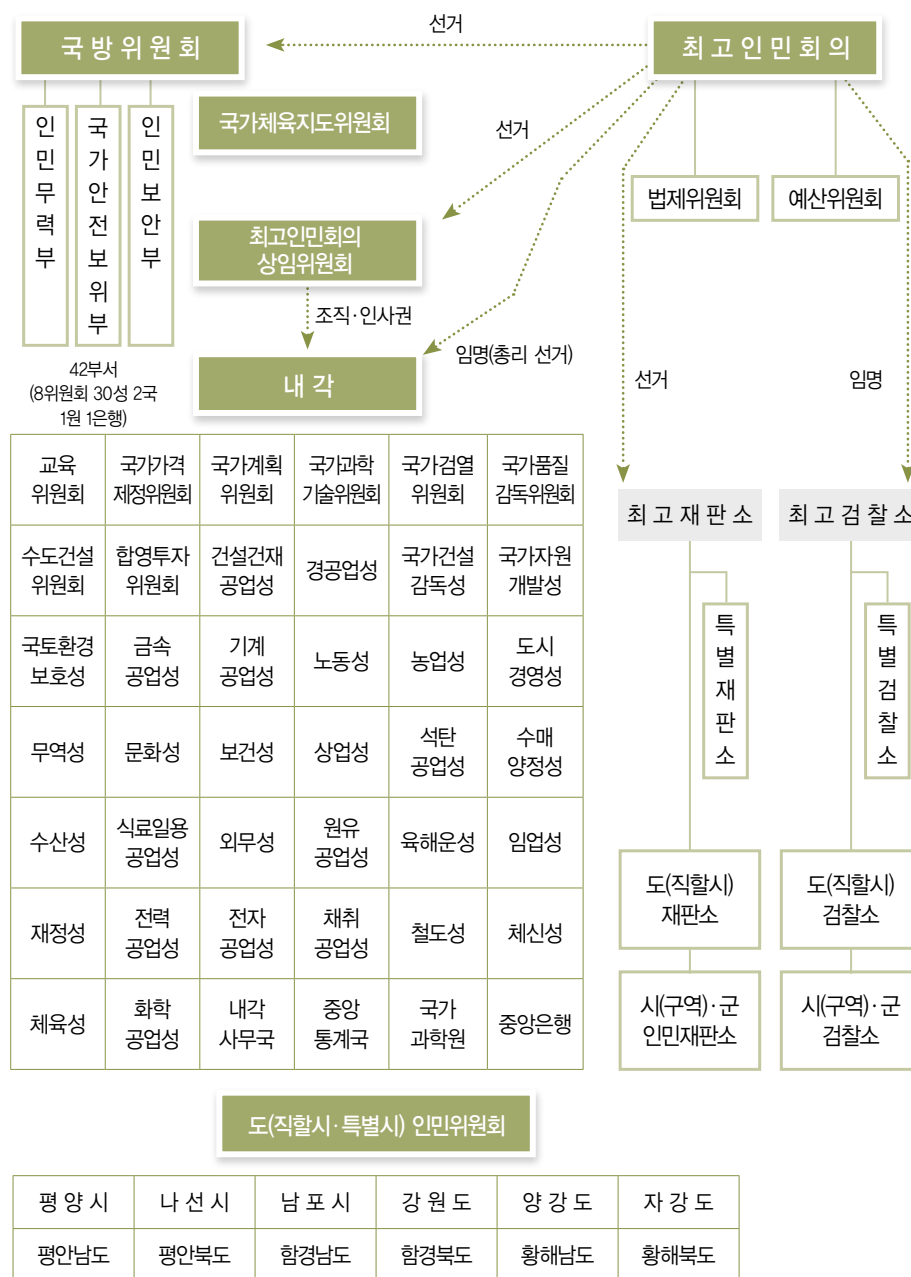 선거
국 방 위 원 회
최 고 인 민 회 의
인
민
무
력
부
국
가
안
전
보
위
부
인
민
보
안
부
국가체육지도위원회
선거
법제위원회
예산위원회
최고인민회의
상임위원회
조직·인사권
임명(총리 선거)
내 각
42부서
(8위원회 30성 2국
1원 1은행)
선거
임명
교육
위원회
국가가격
제정위원회
국가계획
위원회
국가과학
기술위원회
국가검열
위원회
국가품질
감독위원회
수도건설
위원회
합영투자
위원회
건설건재
공업성
경공업성
국가건설
감독성
국가자원
개발성
국토환경
보호성
금속
공업성
기계
공업성
노동성
농업성
도시
경영성
무역성
문화성
보건성
상업성
석탄
공업성
수매
양정성
수산성
식료일용
공업성
외무성
원유
공업성
육해운성
임업성
재정성
전력
공업성
전자
공업성
채취
공업성
철도성
체신성
체육성
화학
공업성
내각
사무국
중앙
통계국
국가
과학원
중앙은행
최 고 재 판 소
최 고 검 찰 소
특
별
재
판
소
특
별
검
찰
소
도(직할시)
재판소
도(직할시)
검찰소
시(구역)·군
인민재판소
시(구역)·군
검찰소
도(직할시·특별시) 인민위원회
평 양 시
나 선 시
남 포 시
강 원 도
양 강 도
자 강 도
평안남도
평안북도
함경남도
함경북도
황해남도
황해북도